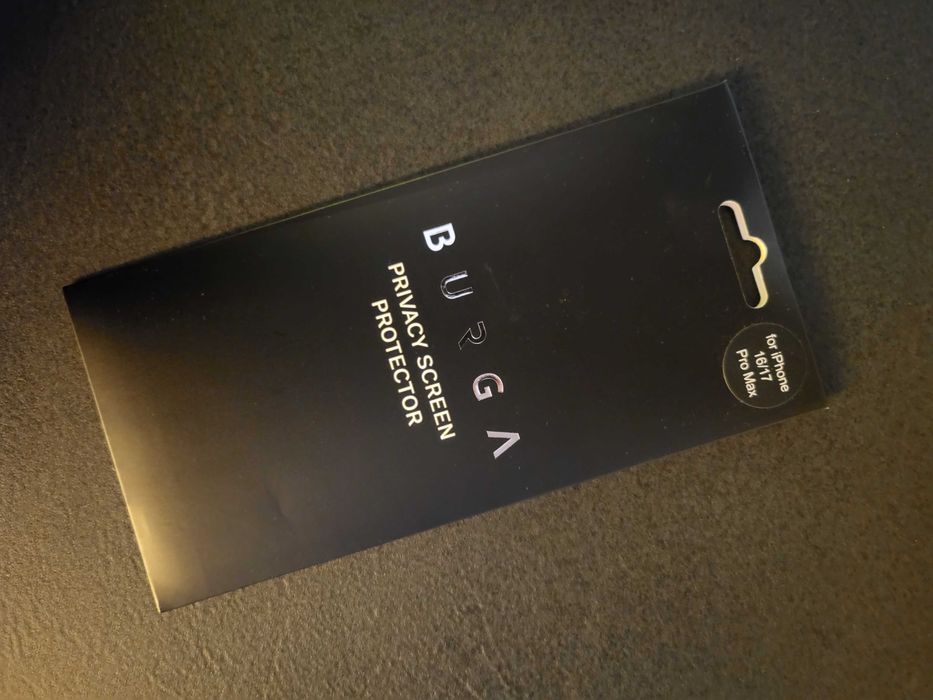 BURGA
PRIVACY SCREEN
PROTECTOR
for iPhone
16/17
Pro Max